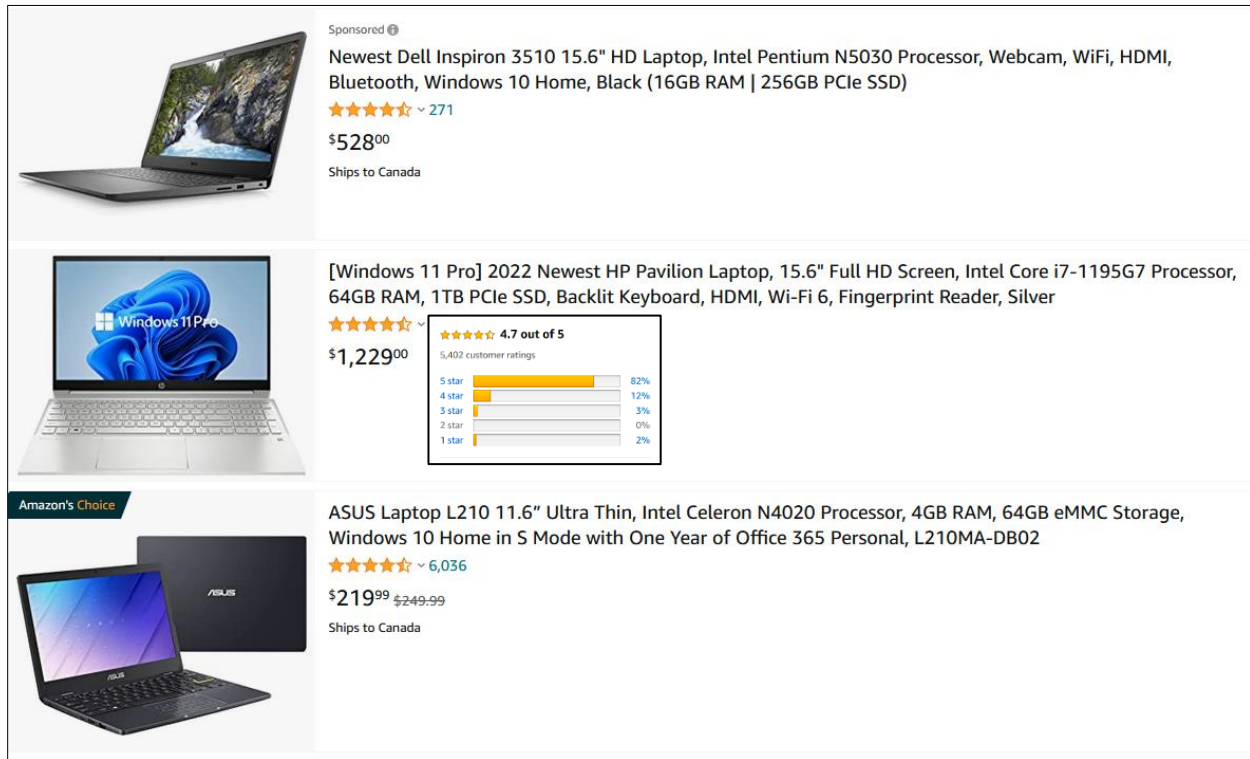 Sponsored
Newest Dell Inspiron 3510 15.6" HD Laptop, Intel Pentium N5030 Processor, Webcam, WiFi, HDMI,
Bluetooth, Windows 10 Home, Black (16GB RAM | 256GB PCIe SSD)
271
$52800
Ships to Canada
[Windows 11 Pro] 2022 Newest HP Pavilion Laptop, 15.6" Full HD Screen, Intel Core i7-1195G7 Processor,
64GB RAM, 1TB PCIe SSD, Backlit Keyboard, HDMI, Wi-Fi 6, Fingerprint Reader, Silver
Windows 11 Pro
$1,22900
4.7 out of 5
5,402 customer ratings
5 star 82%
4 star 12%
3 star 3%
2 star 0%
1 star 2%
Amazon's Choice
ASUS Laptop L210 11.6” Ultra Thin, Intel Celeron N4020 Processor, 4GB RAM, 64GB eMMC Storage,
Windows 10 Home in S Mode with One Year of Office 365 Personal, L210MA-DB02
6,036
$21999 $249.99
Ships to Canada
ASUS
ASUS